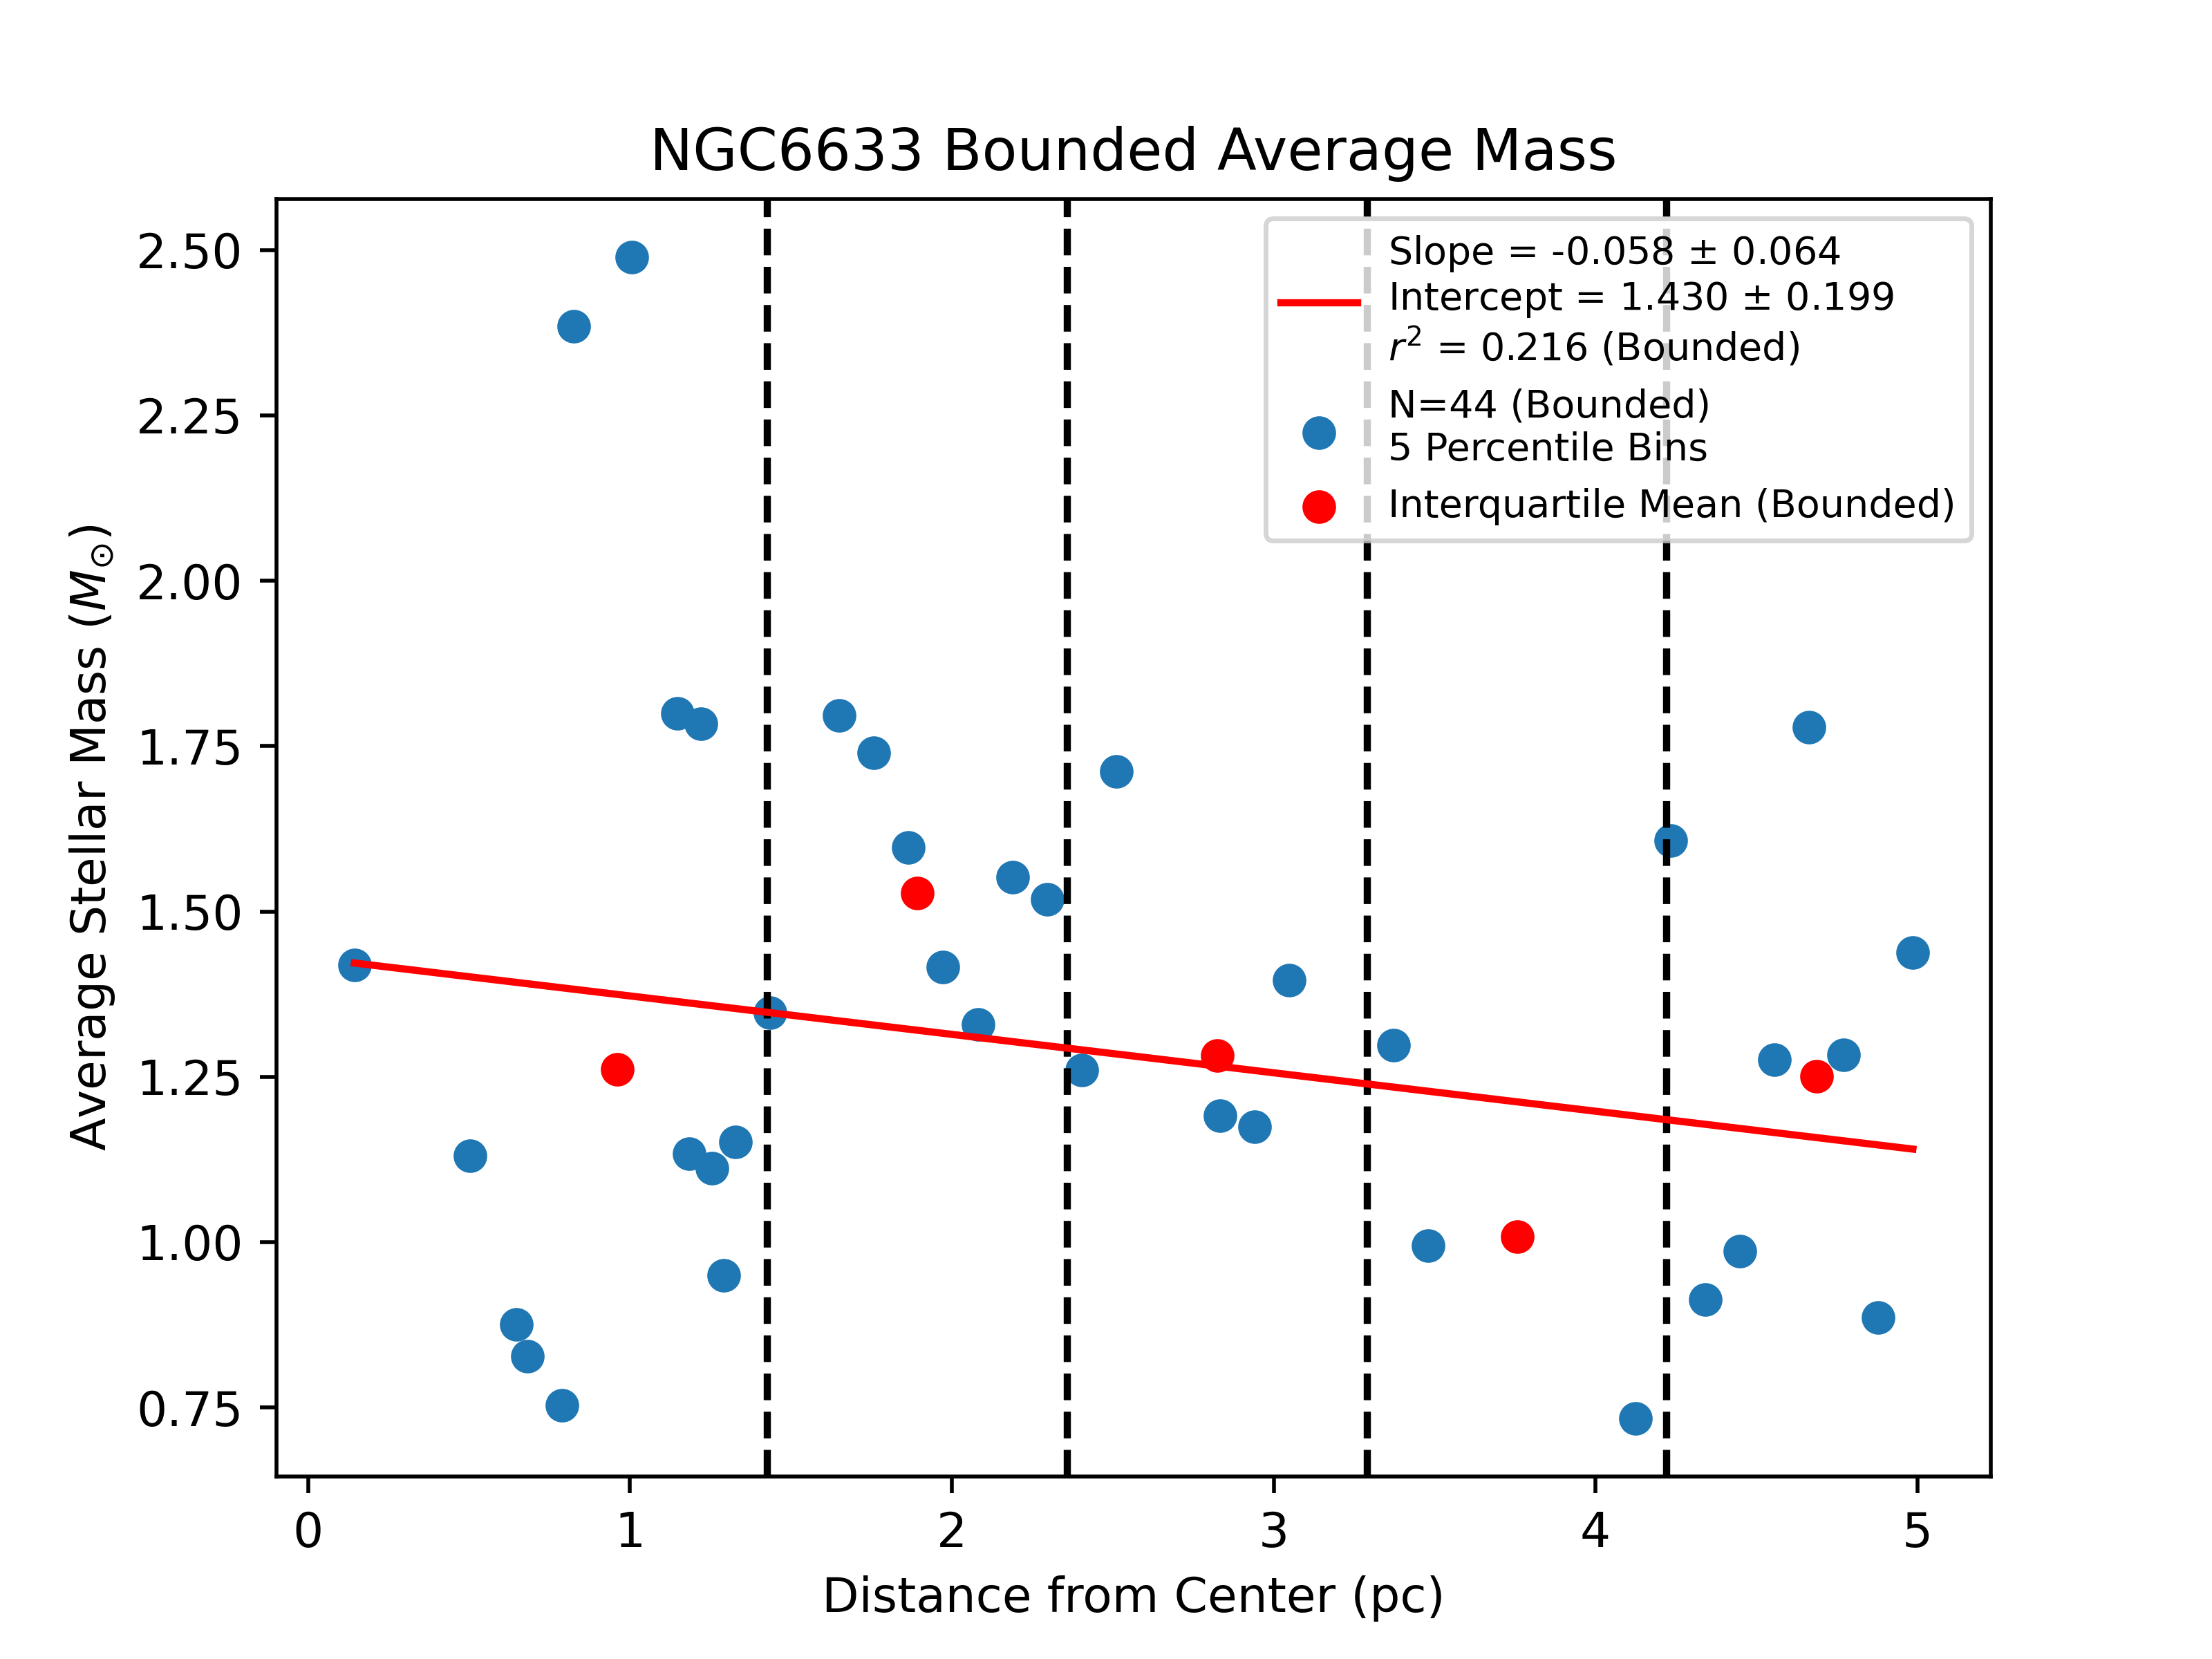 NGC6633 Bounded Average Mass
Slope = -0.058 ± 0.064
Intercept = 1.430 ± 0.199
r² = 0.216 (Bounded)
N=44 (Bounded)
5 Percentile Bins
Interquartile Mean (Bounded)
Average Stellar Mass (M☉)
2.50
2.25
2.00
1.75
1.50
1.25
1.00
0.75
0 1 2 3 4 5
Distance from Center (pc)